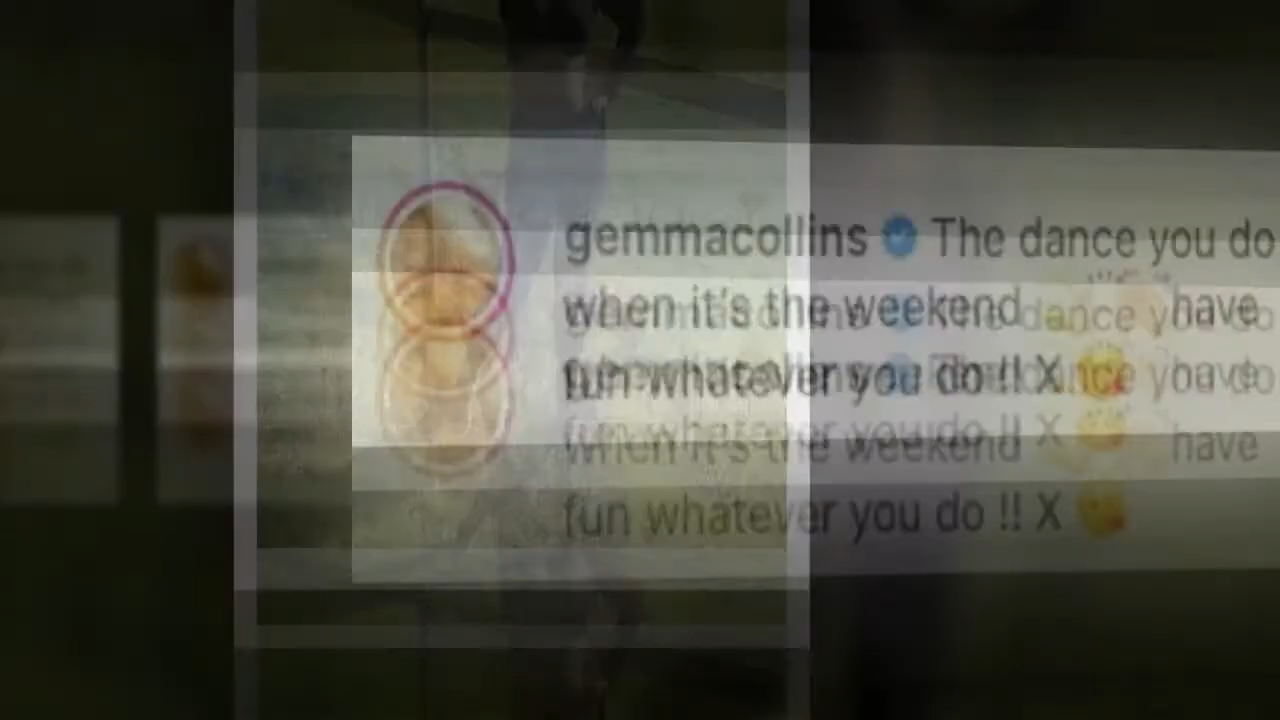 gemmacollins The dance you do
when it's the weekend have
fun whatever you do !! X